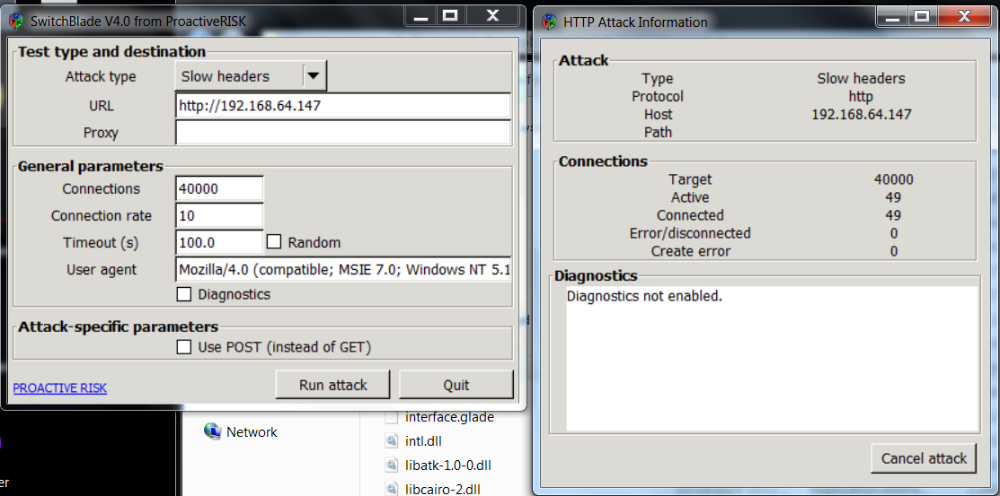 SwitchBlade V4.0 from ProactiveRISK
Test type and destination
Attack type Slow headers
URL http://192.168.64.147
Proxy
General parameters
Connections 40000
Connection rate 10
Timeout (s) 100.0 Random
User agent Mozilla/4.0 (compatible; MSIE 7.0; Windows NT 5.1
Diagnostics
Attack-specific parameters
Use POST (instead of GET)
PROACTIVE RISK Run attack Quit
Network
interface.glade
intl.dll
libatk-1.0-0.dll
libcairo-2.dll
er
HTTP Attack Information
Attack
Type Slow headers
Protocol http
Host 192.168.64.147
Path
Connections
Target 40000
Active 49
Connected 49
Error/disconnected 0
Create error 0
Diagnostics
Diagnostics not enabled.
Cancel attack